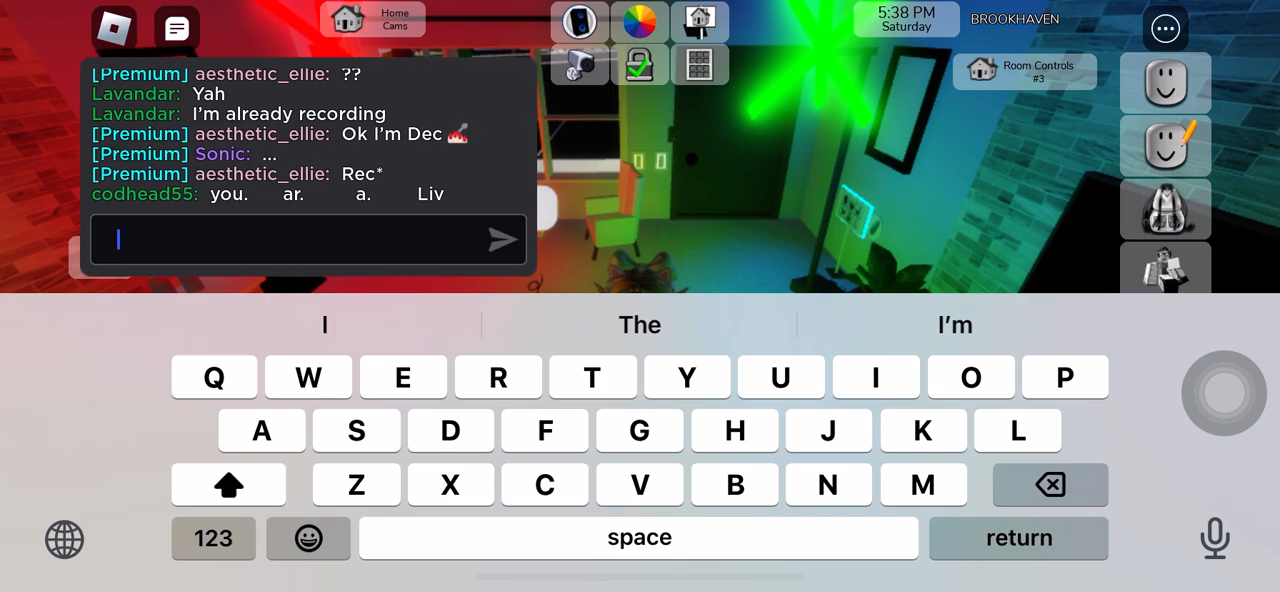 Home
Cams
5:38 PM
Saturday
BROOKHAVEN
Room Controls
#3
[Premium] aesthetic_ellie: ??
Lavandar: Yah
Lavandar: I'm already recording
[Premium] aesthetic_ellie: Ok I'm Dec
[Premium] Sonic: ...
[Premium] aesthetic_ellie: Rec*
codhead55: you. ar. a. Liv
I The I'm
Q W E R T Y U I O P
A S D F G H J K L
Z X C V B N M
123 space return